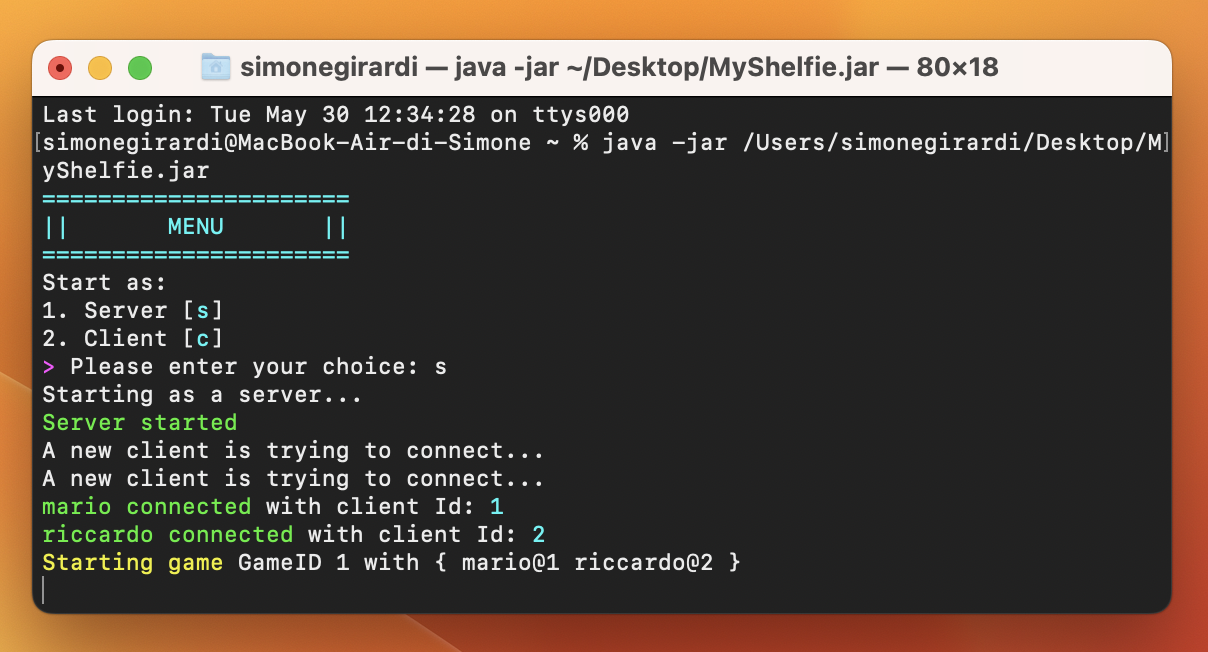 simonegirardi — java -jar ~/Desktop/MyShelfie.jar — 80×18
Last login: Tue May 30 12:34:28 on ttys000
[simonegirardi@MacBook-Air-di-Simone ~ % java -jar /Users/simonegirardi/Desktop/M]
yShelfie.jar
======================
||       MENU       ||
======================
Start as:
1. Server [s]
2. Client [c]
> Please enter your choice: s
Starting as a server...
Server started
A new client is trying to connect...
A new client is trying to connect...
mario connected with client Id: 1
riccardo connected with client Id: 2
Starting game GameID 1 with { mario@1 riccardo@2 }